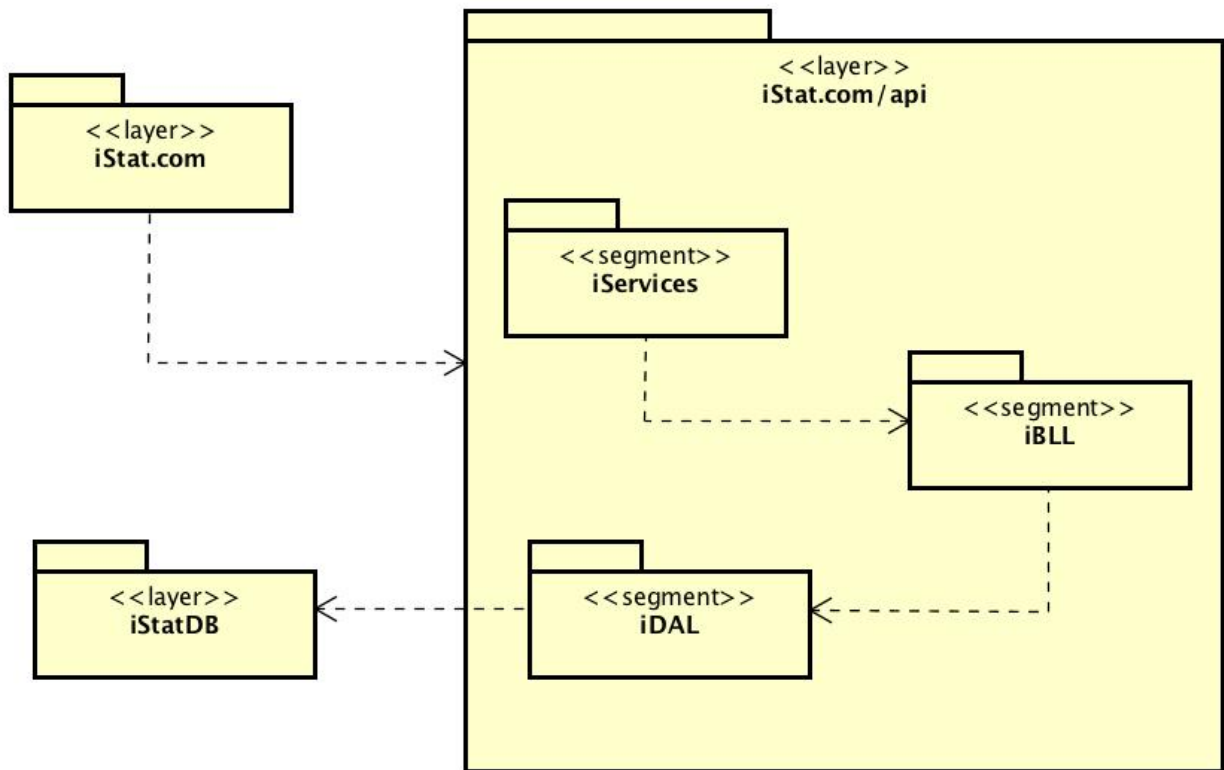 <<layer>>
iStat.com/api
<<layer>>
iStat.com
<<segment>>
iServices
<<segment>>
iBLL
<<layer>>
iStatDB
<<segment>>
iDAL